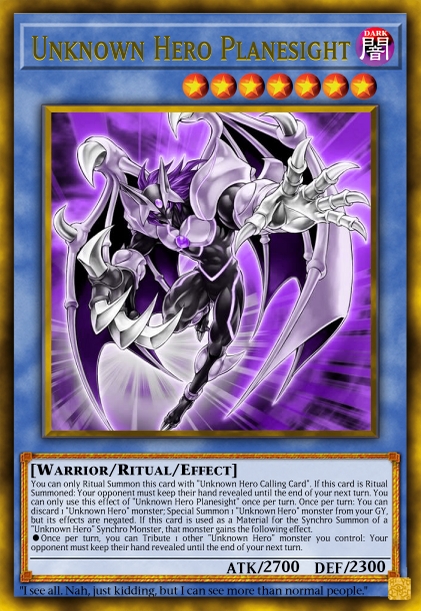 UNKNOWN HERO PLANESIGHT
DARK
闇
[WARRIOR/RITUAL/EFFECT]
You can only Ritual Summon this card with "Unknown Hero Calling Card". If this card is Ritual
Summoned: Your opponent must keep their hand revealed until the end of your next turn. You
can only use this effect of "Unknown Hero Planesight" once per turn. Once per turn: You can
discard 1 "Unknown Hero" monster; Special Summon 1 "Unknown Hero" monster from your GY,
but its effects are negated. If this card is used as a Material for the Synchro Summon of a
"Unknown Hero" Synchro Monster, that monster gains the following effect.
●Once per turn, you can Tribute 1 other "Unknown Hero" monster you control: Your
opponent must keep their hand revealed until the end of your next turn.
ATK/2700 DEF/2300
"I see all. Nah, just kidding, but I can see more than normal people."